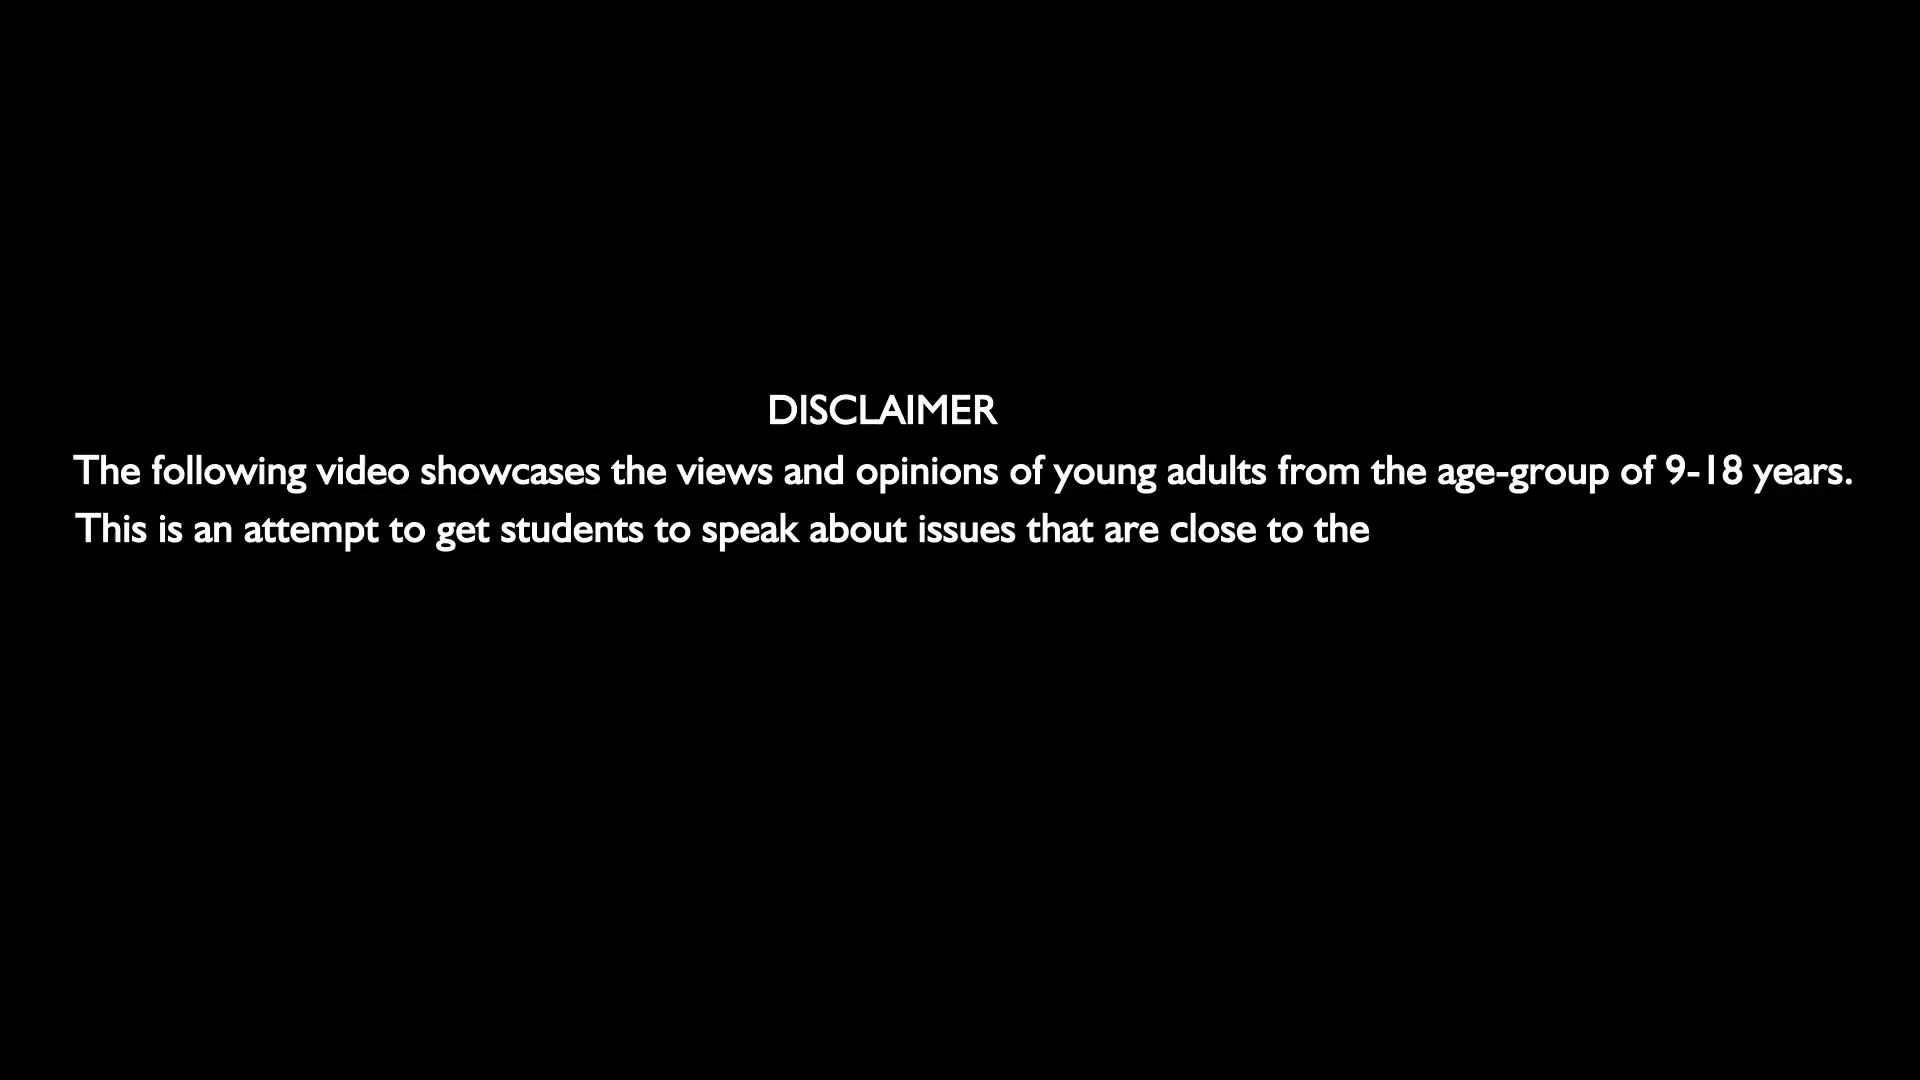 DISCLAIMER
The following video showcases the views and opinions of young adults from the age-group of 9-18 years.
This is an attempt to get students to speak about issues that are close to the